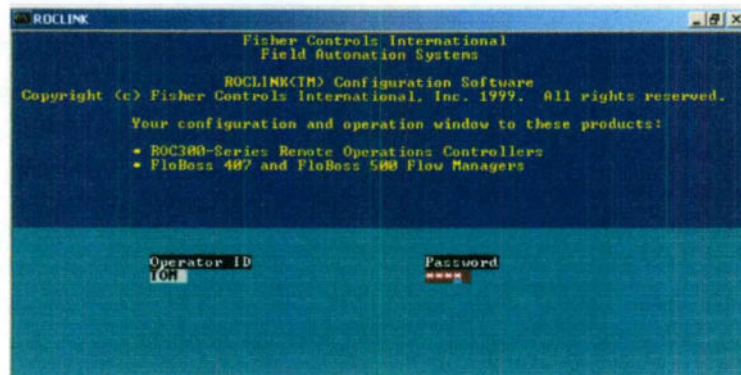 ROCLINK
Fisher Controls International
Field Automation Systems
ROCLINK(TM) Configuration Software
Copyright (c) Fisher Controls International, Inc. 1999. All rights reserved.
Your configuration and operation window to these products:
• ROC300-Series Remote Operations Controllers
• FloBoss 407 and FloBoss 500 Flow Managers
Operator ID Password
TOM ****